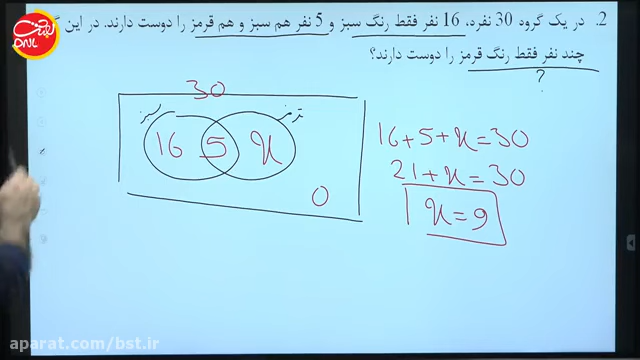 2. در یک گروه 30 نفره، 16 نفر فقط رنگ سبز و 5 نفر هم سبز و هم قرمز را دوست دارند. در این
چند نفر فقط رنگ قرمز را دوست دارند؟
?
30
سبز
قرمز
16 5 x
0
16+5+x=30
21+x=30
x=9
DNL
aparat.com/bst.ir